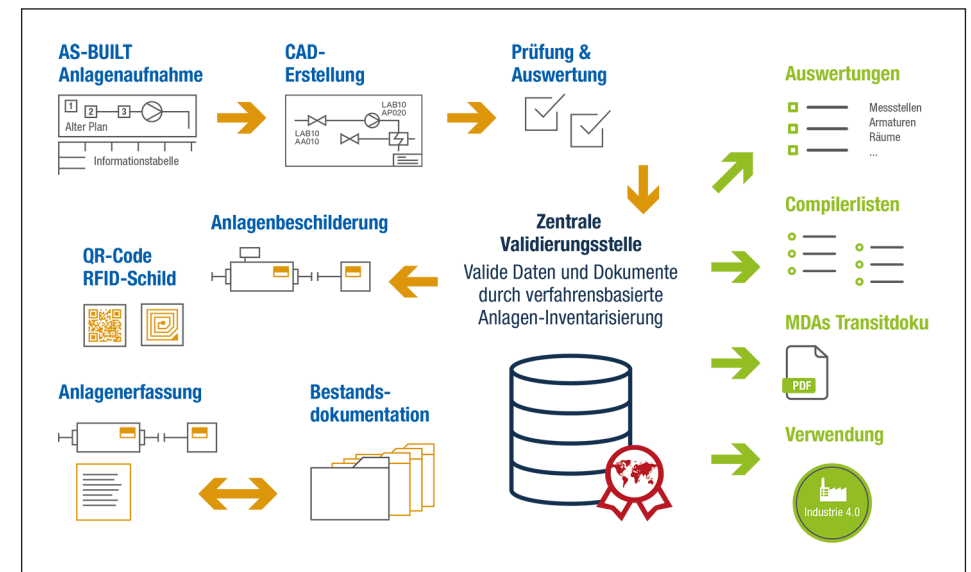 AS-BUILT
Anlagenaufnahme
1
2
3
Alter Plan
Informationstabelle
CAD-
Erstellung
LAB10
AP020
LAB10
AA010
Prüfung &
Auswertung
Auswertungen
Messstellen
Armaturen
Räume
...
Anlagenbeschilderung
QR-Code
RFID-Schild
Zentrale
Validierungsstelle
Valide Daten und Dokumente
durch verfahrensbasierte
Anlagen-Inventarisierung
Compilerlisten
MDAs Transitdoku
PDF
Anlagenerfassung
Bestands-
dokumentation
Verwendung
Industrie 4.0